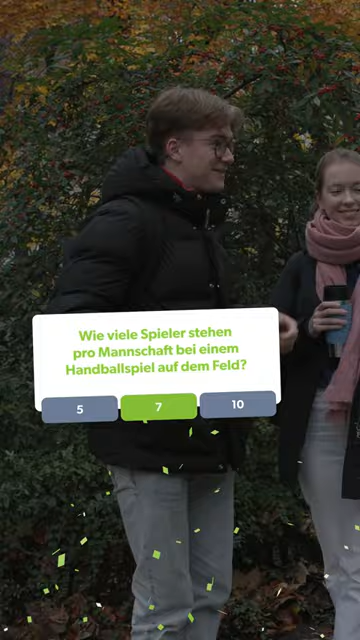 Wie viele Spieler stehen
pro Mannschaft bei einem
Handballspiel auf dem Feld?
5 7 10